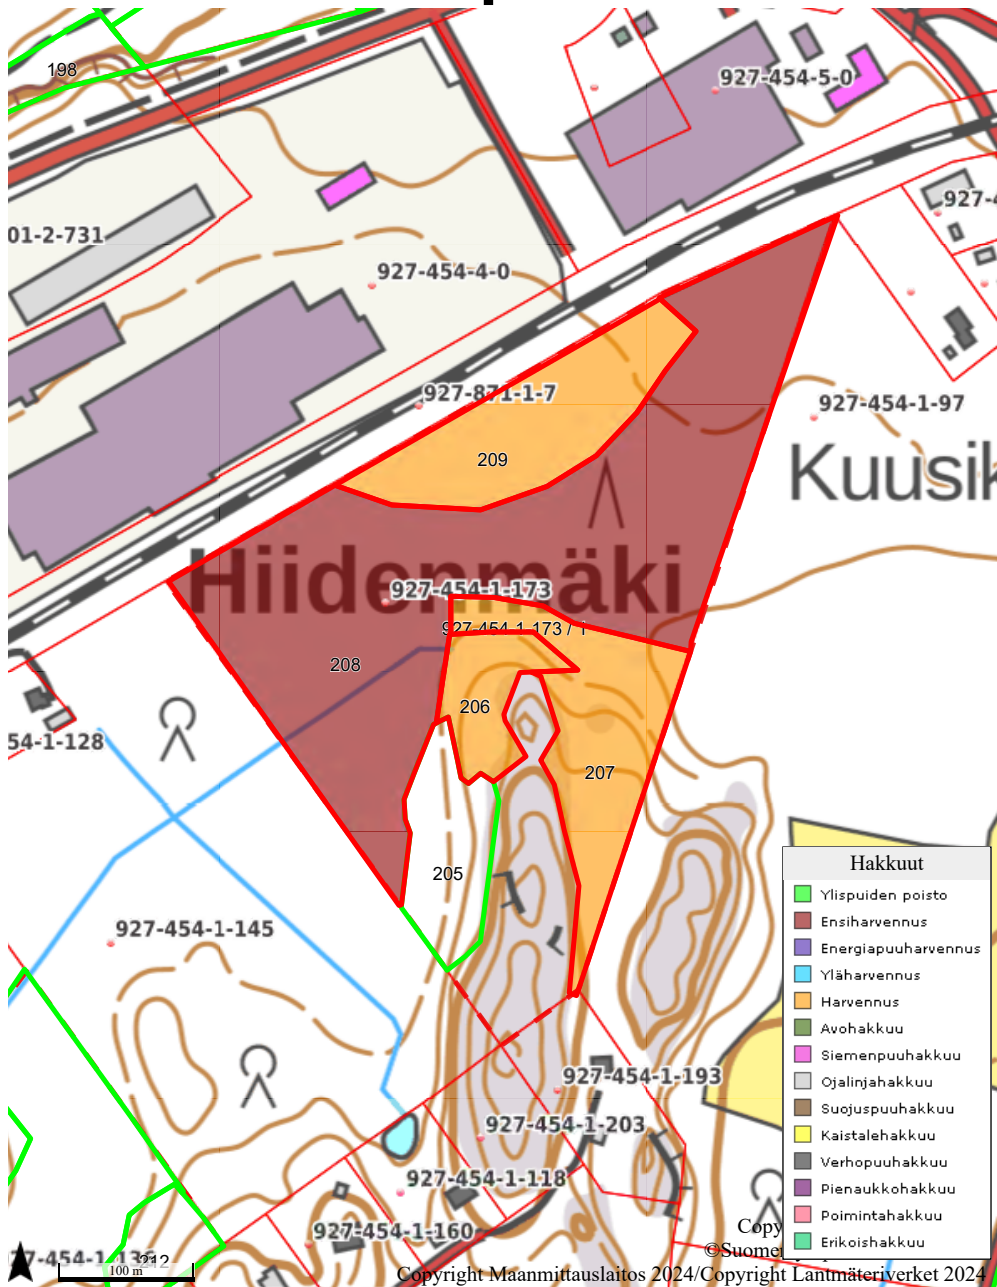 198
927-454-5-0
927-4
01-2-731
927-454-4-0
927-871-1-7
927-454-1-97
209
Kuusik
Hiidenmäki
927-454-1-173
927-454-1-173 / 1
208
206
54-1-128
207
205
927-454-1-145
927-454-1-193
927-454-1-203
927-454-1-118
927-454-1-160
212
100 m
Hakkuut
Ylispuiden poisto
Ensiharvennus
Energiapuuharvennus
Yläharvennus
Harvennus
Avohakkuu
Siemenpuuhakkuu
Ojalinjahakkuu
Suojuspuuhakkuu
Kaistalehakkuu
Verhopuuhakkuu
Pienaukkohakkuu
Poimintahakkuu
Erikoishakkuu
Copy
©Suome
Copyright Maanmittauslaitos 2024/Copyright Lantmäteriverket 2024